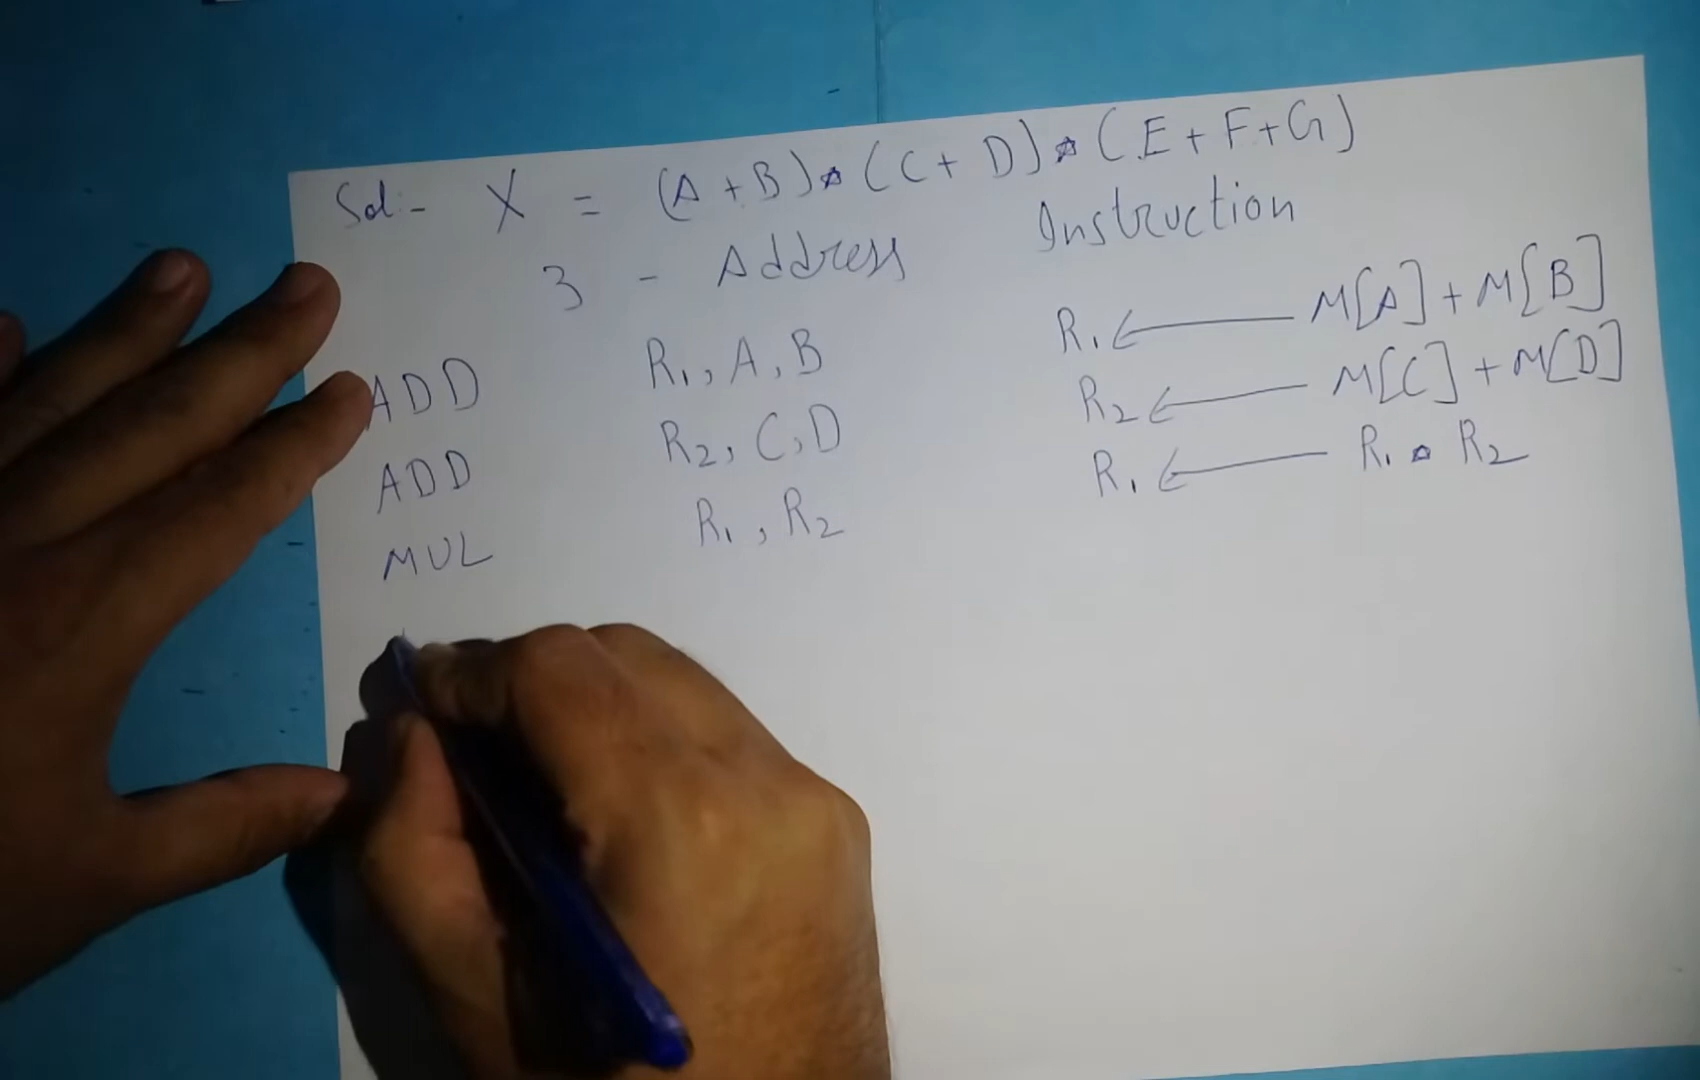 Sol:- X = (A + B) * (C + D) * (E + F + G)
3 - Address Instruction
ADD R1, A, B R1 ← M[A] + M[B]
ADD R2, C, D R2 ← M[C] + M[D]
MUL R1, R2 R1 ← R1 * R2